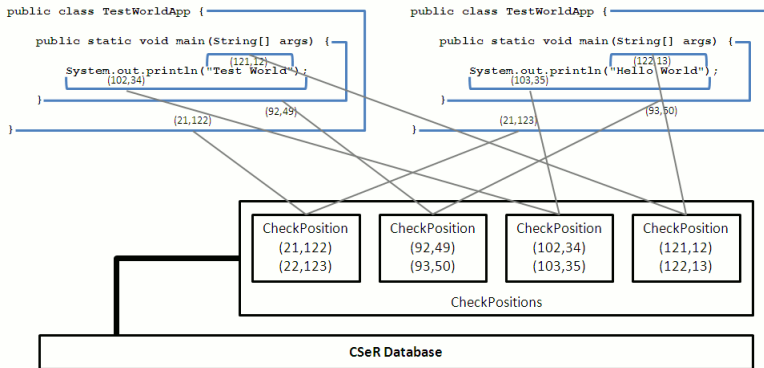 public class TestWorldApp {
public static void main(String[] args) {
(121,12)
System.out.println("Test World");
(102,34)
}
(92,49)
(21,122)
}
public class TestWorldApp {
public static void main(String[] args) {
(122,13)
System.out.println("Hello World");
(103,35)
}
(93,50)
(21,123)
}
CheckPosition
(21,122)
(22,123)
CheckPosition
(92,49)
(93,50)
CheckPosition
(102,34)
(103,35)
CheckPosition
(121,12)
(122,13)
CheckPositions
CSeR Database